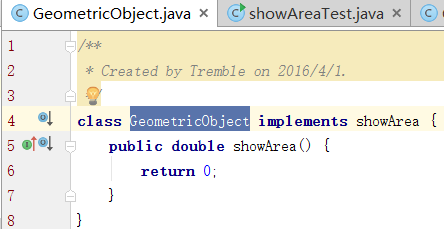 GeometricObject.java × showAreaTest.java ×
1 /**
2 * Created by Tremble on 2016/4/1.
3 
4 class GeometricObject implements showArea {
5 public double showArea() {
6 return 0;
7 }
8 }